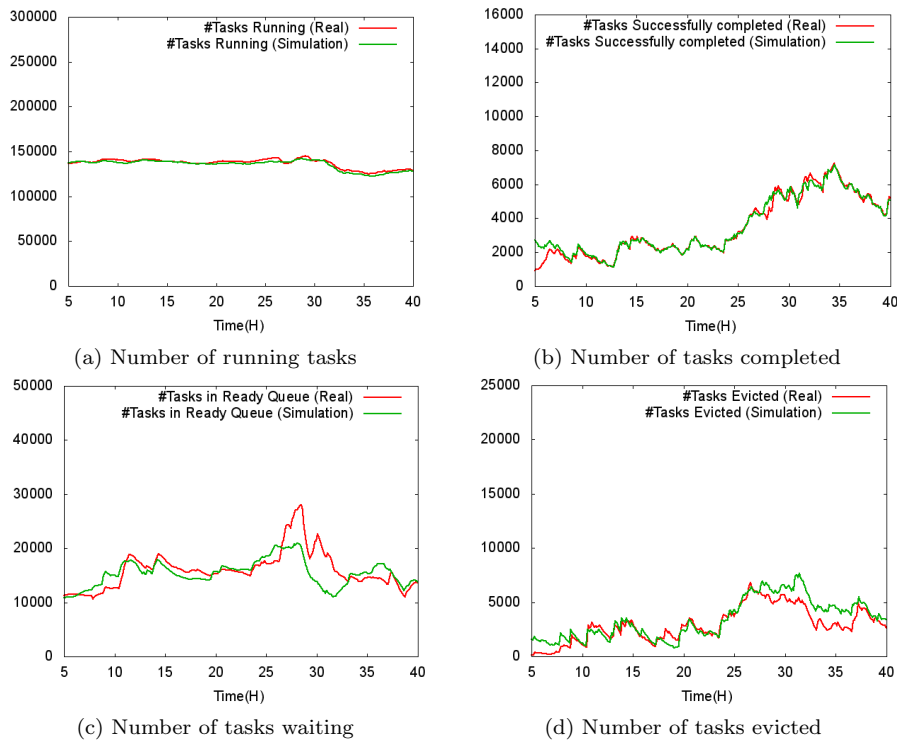 #Tasks Running (Real)
#Tasks Running (Simulation)
300000
250000
200000
150000
100000
50000
0
5 10 15 20 25 30 35 40
Time(H)
(a) Number of running tasks
#Tasks Successfully completed (Real)
#Tasks Successfully completed (Simulation)
16000
14000
12000
10000
8000
6000
4000
2000
0
5 10 15 20 25 30 35 40
Time(H)
(b) Number of tasks completed
#Tasks in Ready Queue (Real)
#Tasks in Ready Queue (Simulation)
50000
40000
30000
20000
10000
0
5 10 15 20 25 30 35 40
Time(H)
(c) Number of tasks waiting
#Tasks Evicted (Real)
#Tasks Evicted (Simulation)
25000
20000
15000
10000
5000
0
5 10 15 20 25 30 35 40
Time(H)
(d) Number of tasks evicted